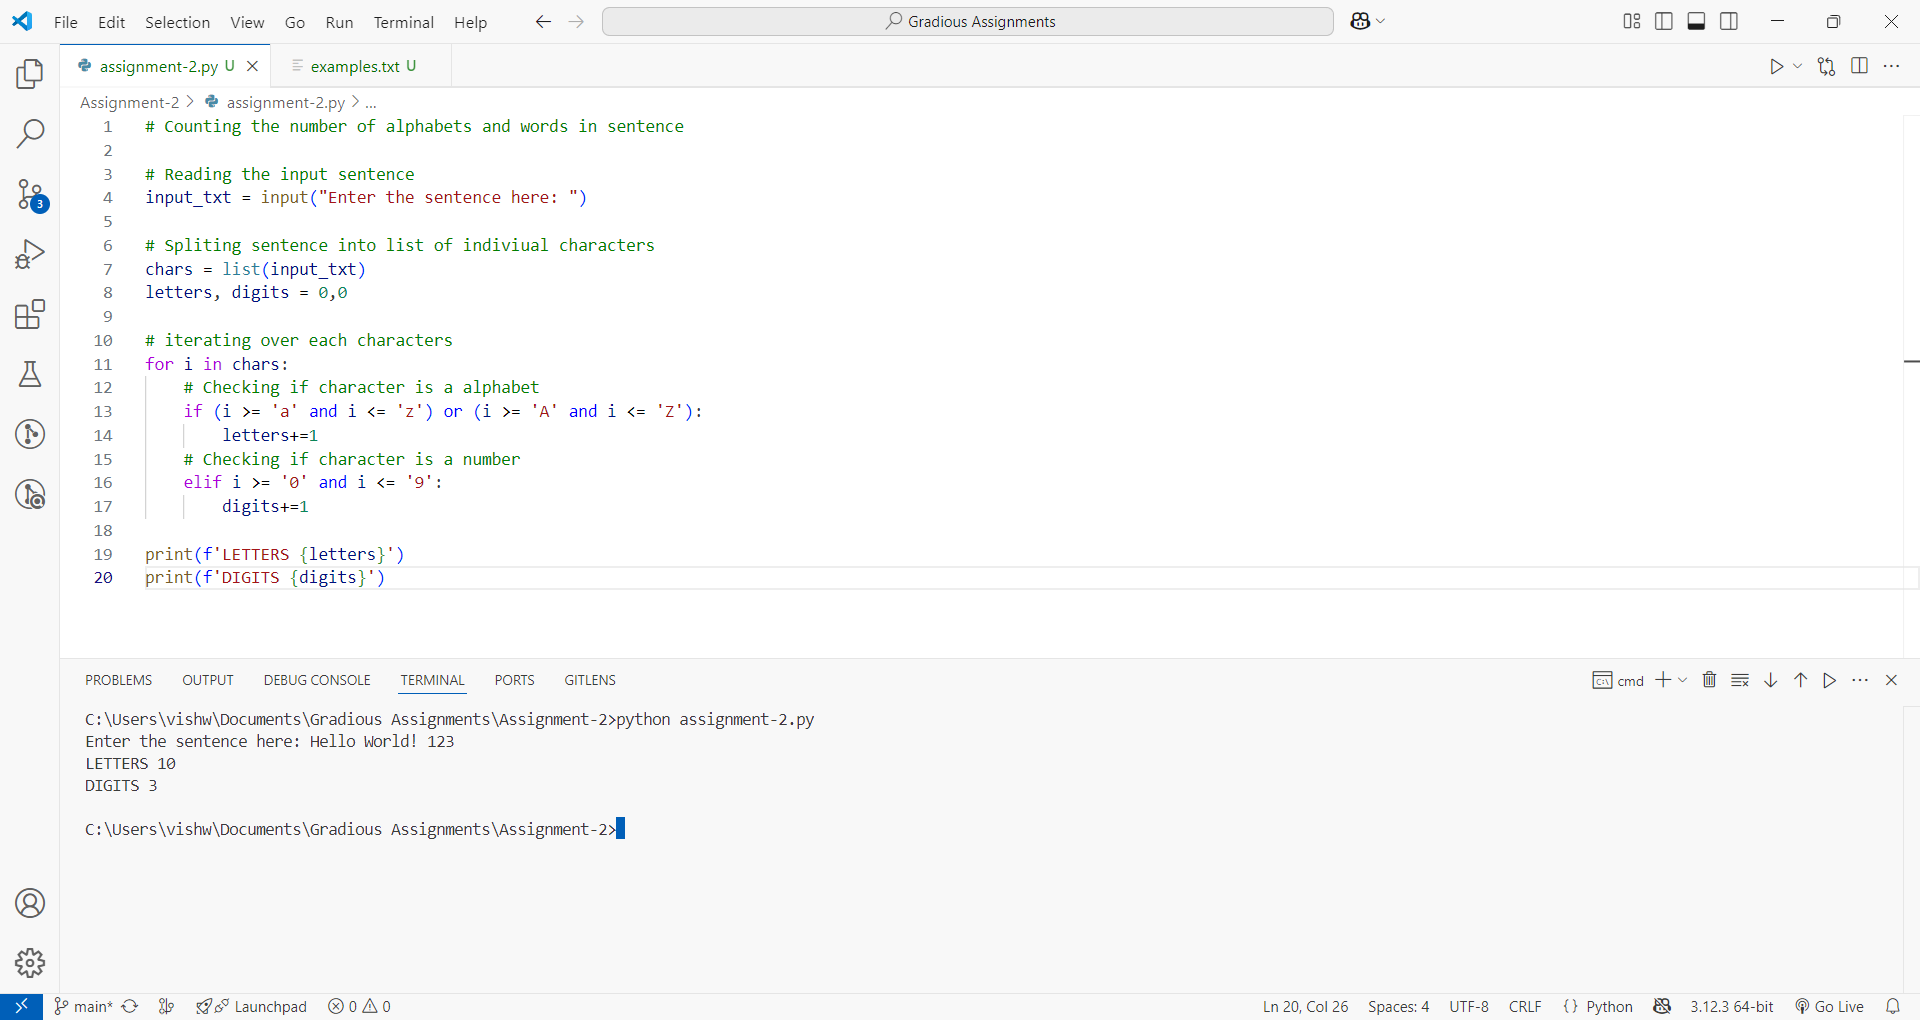 File Edit Selection View Go Run Terminal Help Gradious Assignments
assignment-2.py U examples.txt U
Assignment-2 > assignment-2.py > ...
1 # Counting the number of alphabets and words in sentence
2
3 # Reading the input sentence
4 input_txt = input("Enter the sentence here: ")
5
6 # Spliting sentence into list of indiviual characters
7 chars = list(input_txt)
8 letters, digits = 0,0
9
10 # iterating over each characters
11 for i in chars:
12 # Checking if character is a alphabet
13 if (i >= 'a' and i <= 'z') or (i >= 'A' and i <= 'Z'):
14 letters+=1
15 # Checking if character is a number
16 elif i >= '0' and i <= '9':
17 digits+=1
18
19 print(f'LETTERS {letters}')
20 print(f'DIGITS {digits}')
3
PROBLEMS OUTPUT DEBUG CONSOLE TERMINAL PORTS GITLENS cmd
C:\Users\vishw\Documents\Gradious Assignments\Assignment-2>python assignment-2.py
Enter the sentence here: Hello World! 123
LETTERS 10
DIGITS 3
C:\Users\vishw\Documents\Gradious Assignments\Assignment-2>
main* Launchpad 0 0 Ln 20, Col 26 Spaces: 4 UTF-8 CRLF {} Python 3.12.3 64-bit Go Live